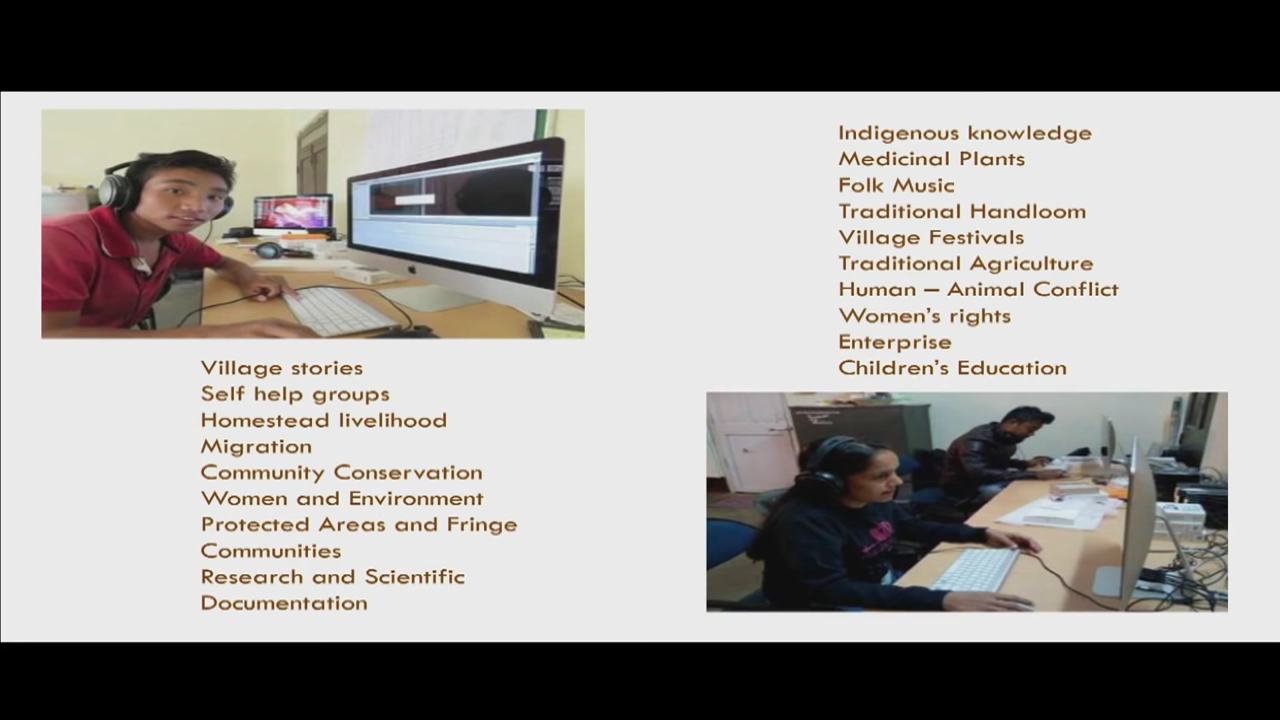 Village stories
Self help groups
Homestead livelihood
Migration
Community Conservation
Women and Environment
Protected Areas and Fringe
Communities
Research and Scientific
Documentation
Indigenous knowledge
Medicinal Plants
Folk Music
Traditional Handloom
Village Festivals
Traditional Agriculture
Human – Animal Conflict
Women’s rights
Enterprise
Children’s Education